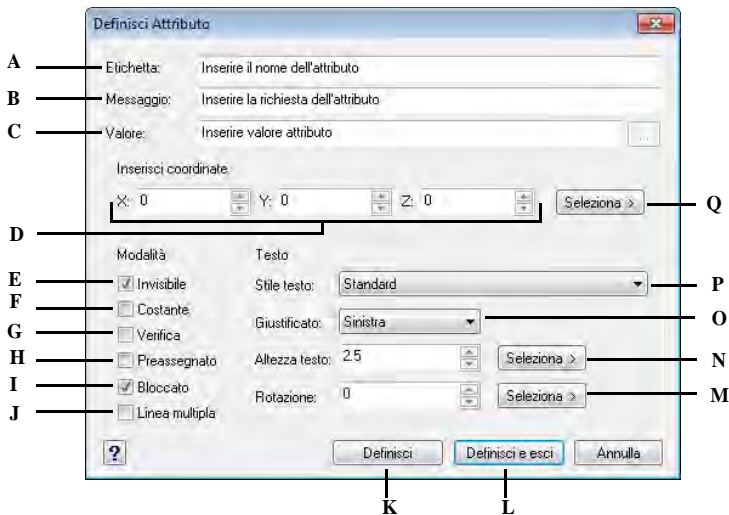 Definisci Attributo
A Etichetta: Inserire il nome dell'attributo
B Messaggio: Inserire la richiesta dell'attributo
C Valore: Inserire valore attributo ...
Inserisci coordinate
X: 0 Y: 0 Z: 0 Seleziona > Q
D
Modalità Testo
E Invisibile Stile testo: Standard P
F Costante
G Verifica Giustificato: Sinistra O
H Preassegnato Altezza testo: 2.5 Seleziona > N
I Bloccato Rotazione: 0 Seleziona > M
J Linea multipla
? Definisci Definisci e esci Annulla
K L